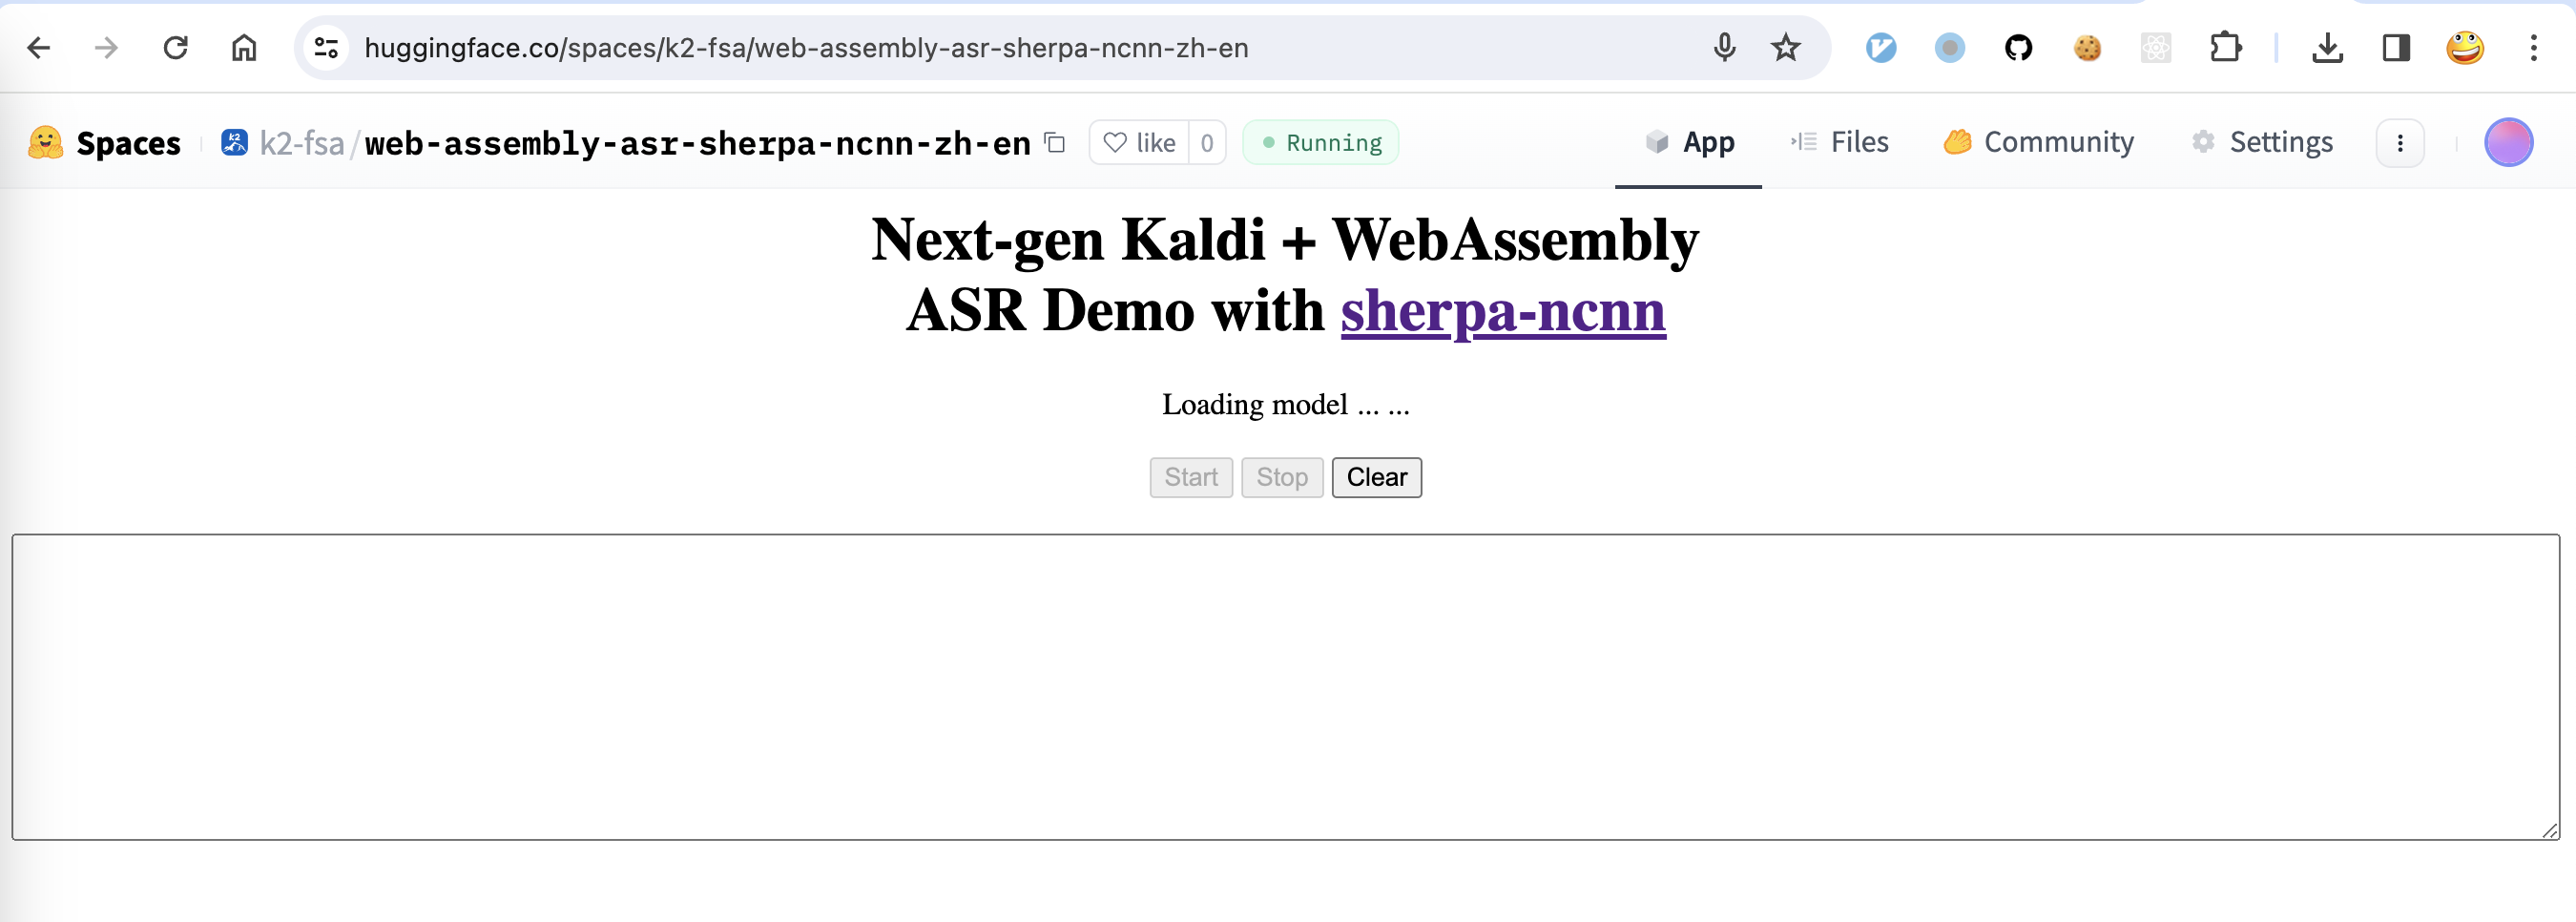 huggingface.co/spaces/k2-fsa/web-assembly-asr-sherpa-ncnn-zh-en
Spaces k2 k2-fsa/web-assembly-asr-sherpa-ncnn-zh-en like 0 Running App Files Community Settings
Next-gen Kaldi + WebAssembly
ASR Demo with sherpa-ncnn
Loading model ... ...
Start Stop Clear